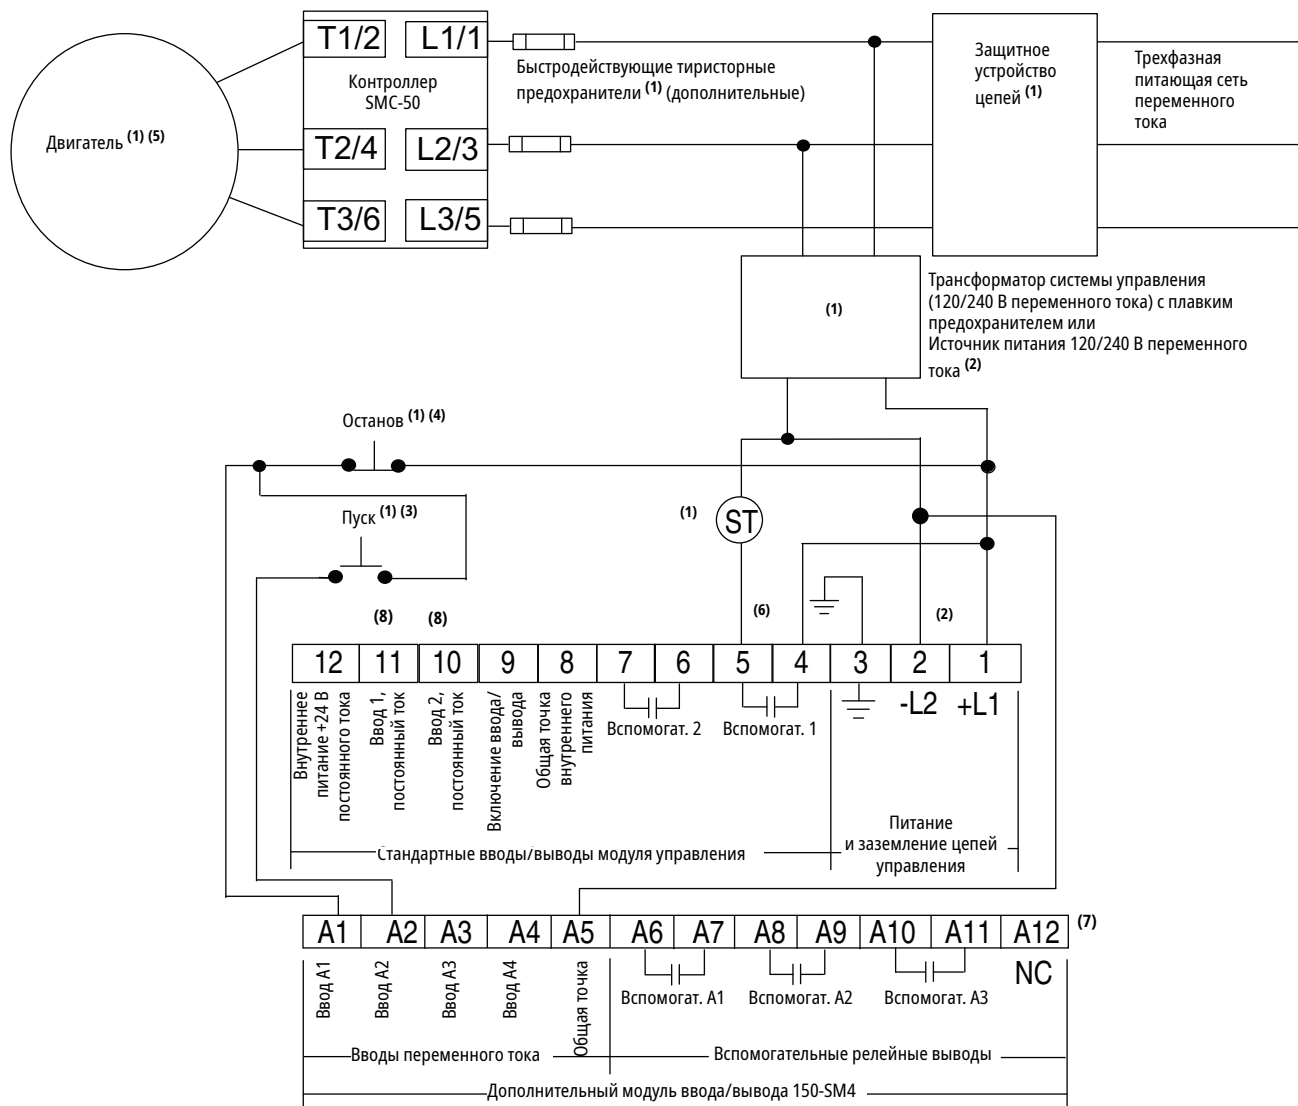 T1/2 L1/1
Контроллер
SMC-50
T2/4 L2/3
T3/6 L3/5
Двигатель (1) (5)
Быстродействующие тиристорные
предохранители (1) (дополнительные)
Защитное
устройство
цепей (1)
Трехфазная
питающая сеть
переменного
тока
(1)
Трансформатор системы управления
(120/240 В переменного тока) с плавким
предохранителем или
Источник питания 120/240 В переменного
тока (2)
Останов (1) (4)
Пуск (1) (3)
(1)
ST
(8)
(8)
(6)
(2)
12 11 10 9 8 7 6 5 4 3 2 1
Внутреннее
питание +24 В
постоянного тока
Ввод 1,
постоянный ток
Ввод 2,
постоянный ток
Включение ввода/
вывода
Общая точка
внутреннего
питания
Вспомогат. 2
Вспомогат. 1
-L2
+L1
Стандартные вводы/выводы модуля управления
Питание
и заземление цепей
управления
A1 A2 A3 A4 A5 A6 A7 A8 A9 A10 A11 A12
(7)
Ввод A1
Ввод A2
Ввод A3
Ввод A4
Общая точка
Вспомогат. A1
Вспомогат. A2
Вспомогат. A3
NC
Вводы переменного тока
Вспомогательные релейные выводы
Дополнительный модуль ввода/вывода 150-SM4